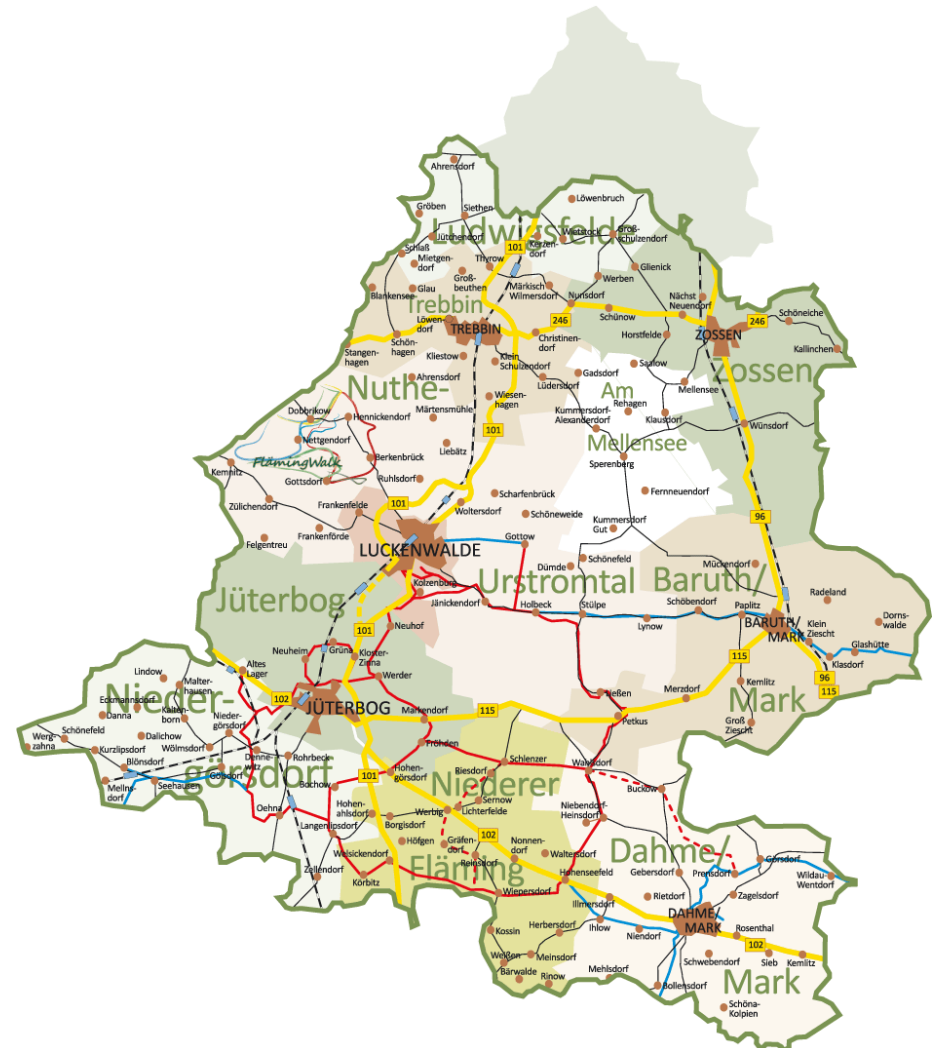 Ahrensdorf
Löwenbruch
Gröben
Siethen
Ludwigsfelde
Jütchendorf
Wietstock
Groß-
schulzendorf
101
Kerzen-
dorf
Schlaß
Mietgen-
dorf
Thyrow
Glienick
Groß-
beuthen
Märkisch
Wilmersdorf
Werben
Blankensee
Glau
Trebbin
Nunsdorf
Nächst
Neuendorf
Schünow
Löwen-
dorf
TREBBIN
246
Christinen-
dorf
Horstfelde
ZOSSEN
246
Schöneiche
Kallinchen
Schön-
hagen
Stangen-
hagen
Kliestow
Klein
Schulzendorf
Saalow
Zossen
Nuthe-
Ahrensdorf
Lüdersdorf
Gadsdorf
Am
Mellensee
Rehagen
Wiesen-
hagen
Dobbrikow
Hennickendorf
Märtensmühle
Kummersdorf-
Alexanderdorf
Klausdorf
Wünsdorf
101
Nettgendorf
Liebätz
Mellensee
FlämingWalk
Berkenbrück
Sperenberg
Kemnitz
Gottsdorf
Ruhlsdorf
Zülichendorf
Frankenfelde
101
Woltersdorf
Scharfenbrück
Fernneuendorf
Schöneweide
Kummersdorf
Gut
96
Felgentreu
Frankenförde
LUCKENWALDE
Gottow
Dümde
Schönefeld
Mückendorf
Jüterbog
Kolzenburg
Urstromtal
Baruth/
Radeland
Jänickendorf
Holbeck
Stülpe
Schöbendorf
Paplitz
Lynow
BARUTH/
MARK
Klein
Ziescht
Dorns-
walde
Neuhof
101
Glashütte
Klasdorf
Neuheim
Grüna
Kloster-
Zinna
115
Lindow
Altes
Lager
Werder
Kemlitz
96
115
Malter-
hausen
Ließen
Merzdorf
Mark
Nieder-
Eckmannsdorf
Danna
Kalten-
born
102
JÜTERBOG
Markendorf
115
Petkus
Groß
Ziescht
Nieder-
görsdorf
Werg-
zahna
Schönefeld
Dalichow
Wölmsdorf
Kurzlipsdorf
Fröhden
Denne-
witz
Rohrbeck
Schlenzer
Blönsdorf
görsdorf
Gölsdorf
101
Hohen-
görsdorf
Riesdorf
Wahlsdorf
Mellns-
dorf
Seehausen
Bochow
Niederer
Buckow
Sernow
Lichterfelde
Oehna
Hohen-
ahlsdorf
Werbig
Niebendorf-
Heinsdorf
Langenlipsdorf
Borgisdorf
102
Höfgen
Gräfen-
dorf
Nonnen-
dorf
Waltersdorf
Dahme/
Görsdorf
Welsickendorf
Fläming
Reinsdorf
Hohenseefeld
Gebersdorf
Prensdorf
Wildau-
Wentdorf
Zellendorf
Körbitz
Wiepersdorf
Illmersdorf
Rietdorf
Zagelsdorf
DAHME/
MARK
Herbersdorf
Ihlow
Niendorf
Rosenthal
Kossin
102
Weißen
Meinsdorf
Schwebendorf
Sieb
Kemlitz
Bärwalde
Rinow
Mehlsdorf
Bollensdorf
Mark
Schöna-
Kolpien